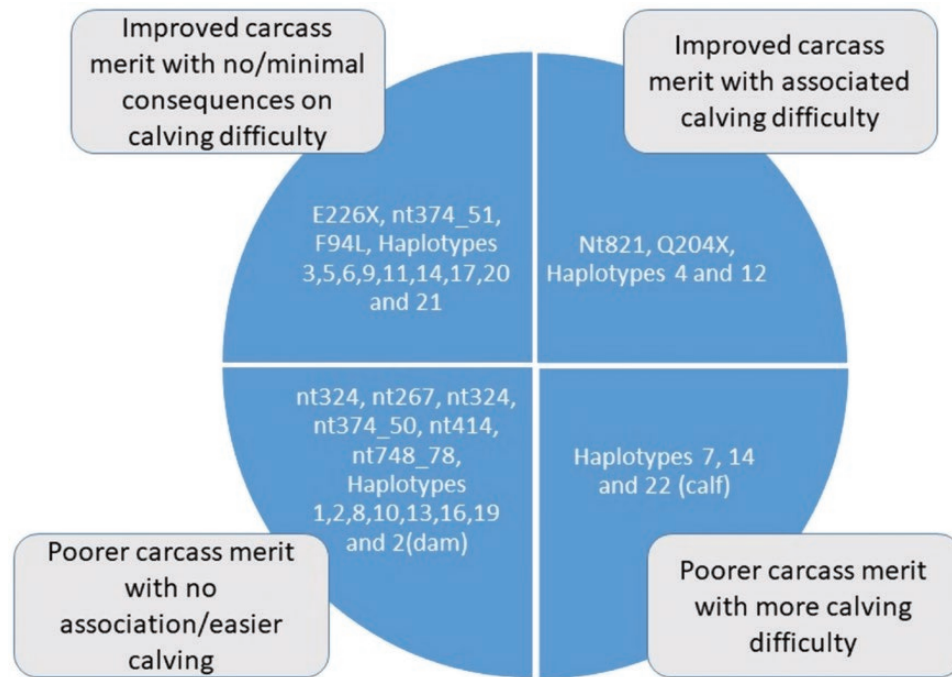 Improved carcass
merit with no/minimal
consequences on
calving difficulty
Improved carcass
merit with associated
calving difficulty
E226X, nt374_51,
F94L, Haplotypes
3,5,6,9,11,14,17,20
and 21
Nt821, Q204X,
Haplotypes 4 and 12
nt324, nt267, nt324,
nt374_50, nt414,
nt748_78,
Haplotypes
1,2,8,10,13,16,19
and 2(dam)
Haplotypes 7, 14
and 22 (calf)
Poorer carcass merit
with no
association/easier
calving
Poorer carcass merit
with more calving
difficulty